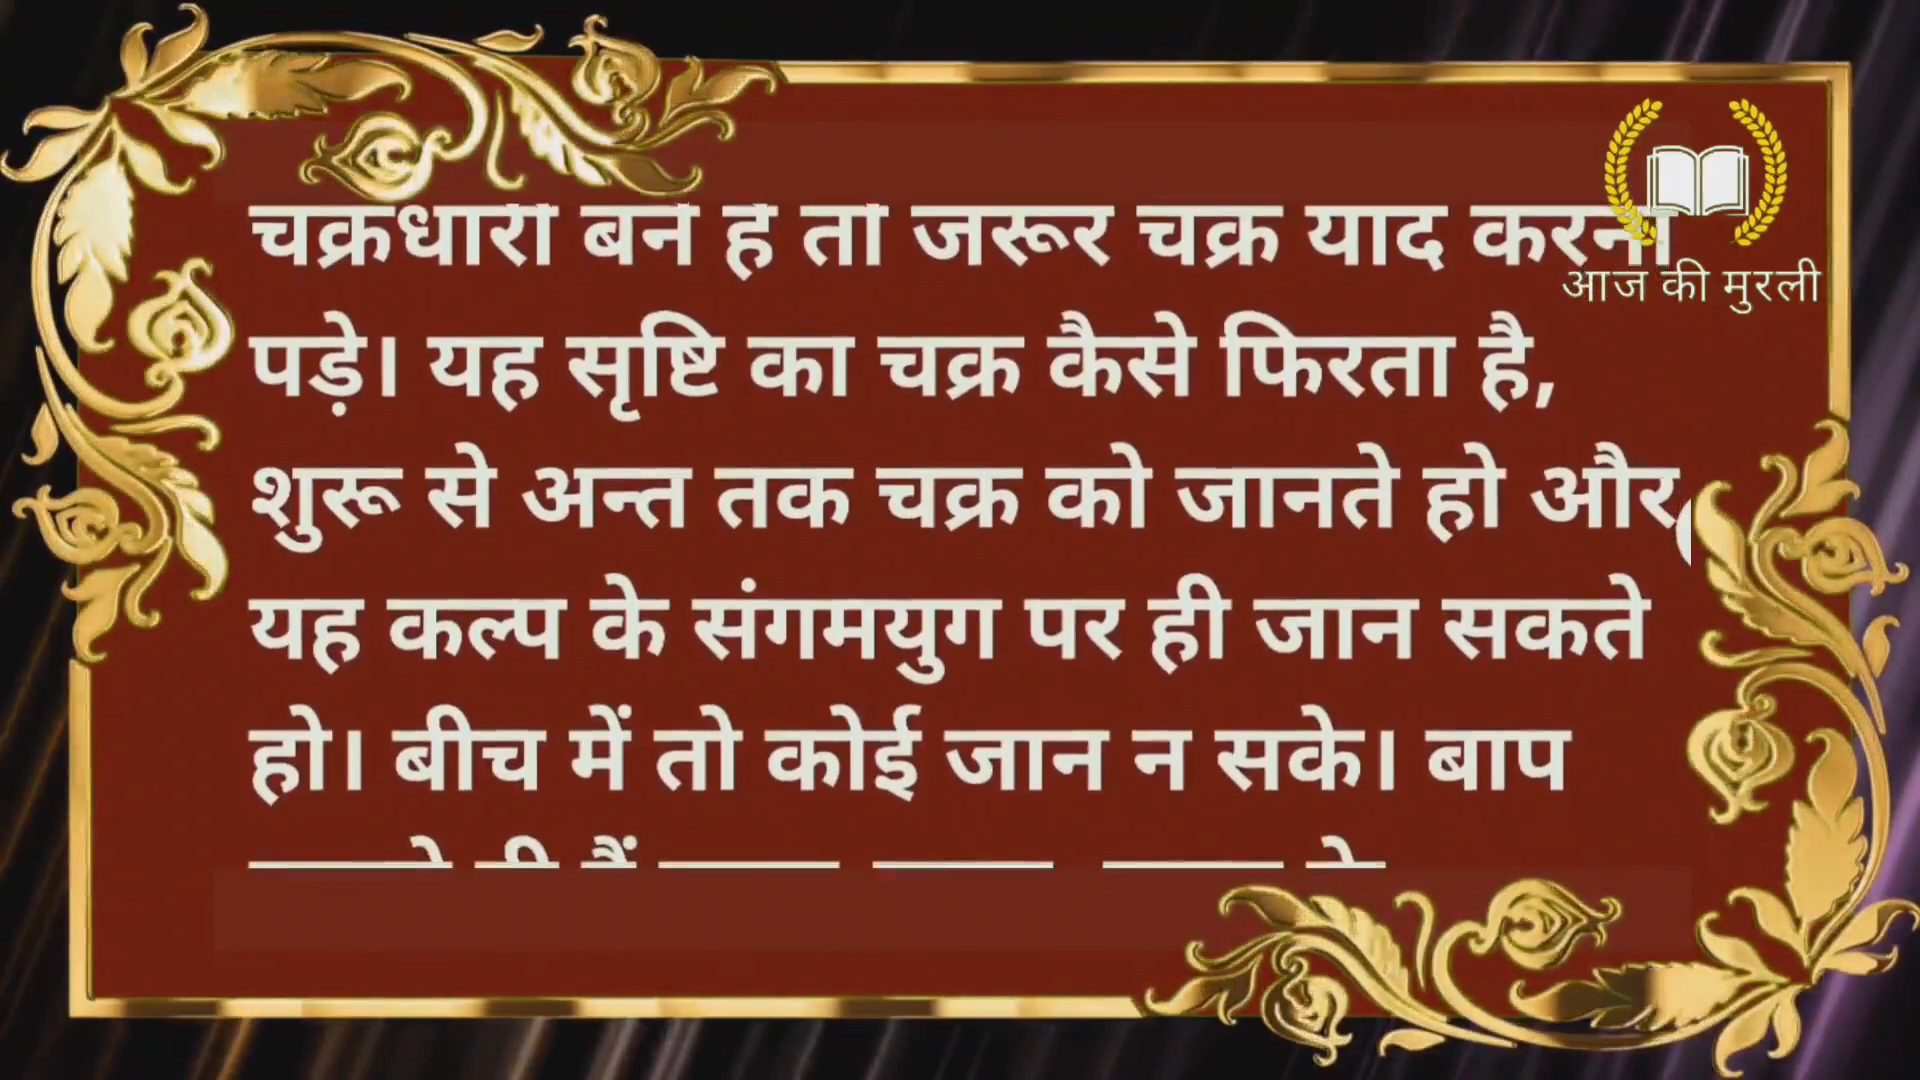 चक्रधारी बने हैं तो जरूर चक्र याद करना
आज की मुरली
पड़े। यह सृष्टि का चक्र कैसे फिरता है,
शुरू से अन्त तक चक्र को जानते हो और
यह कल्प के संगमयुग पर ही जान सकते
हो। बीच में तो कोई जान न सके। बाप